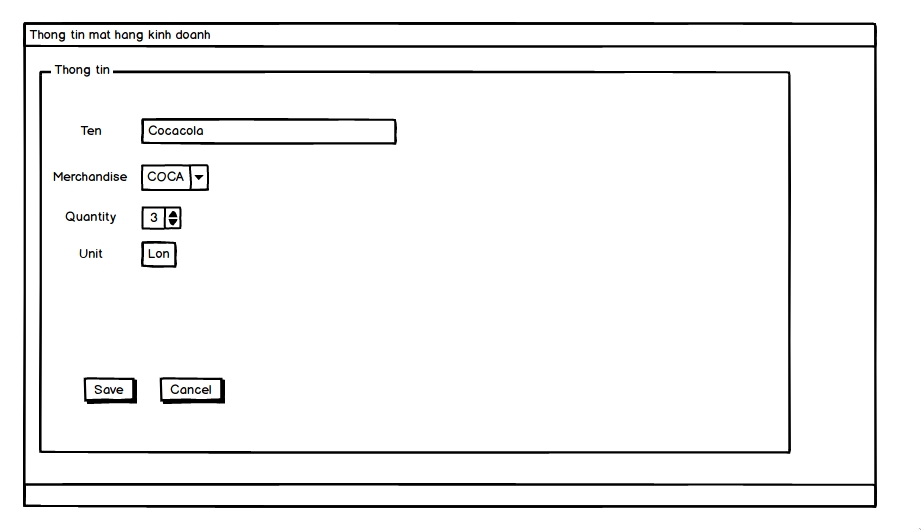 Thong tin mat hang kinh doanh
Thong tin
Ten Cocacola
Merchandise COCA
Quantity 3
Unit Lon
Save Cancel